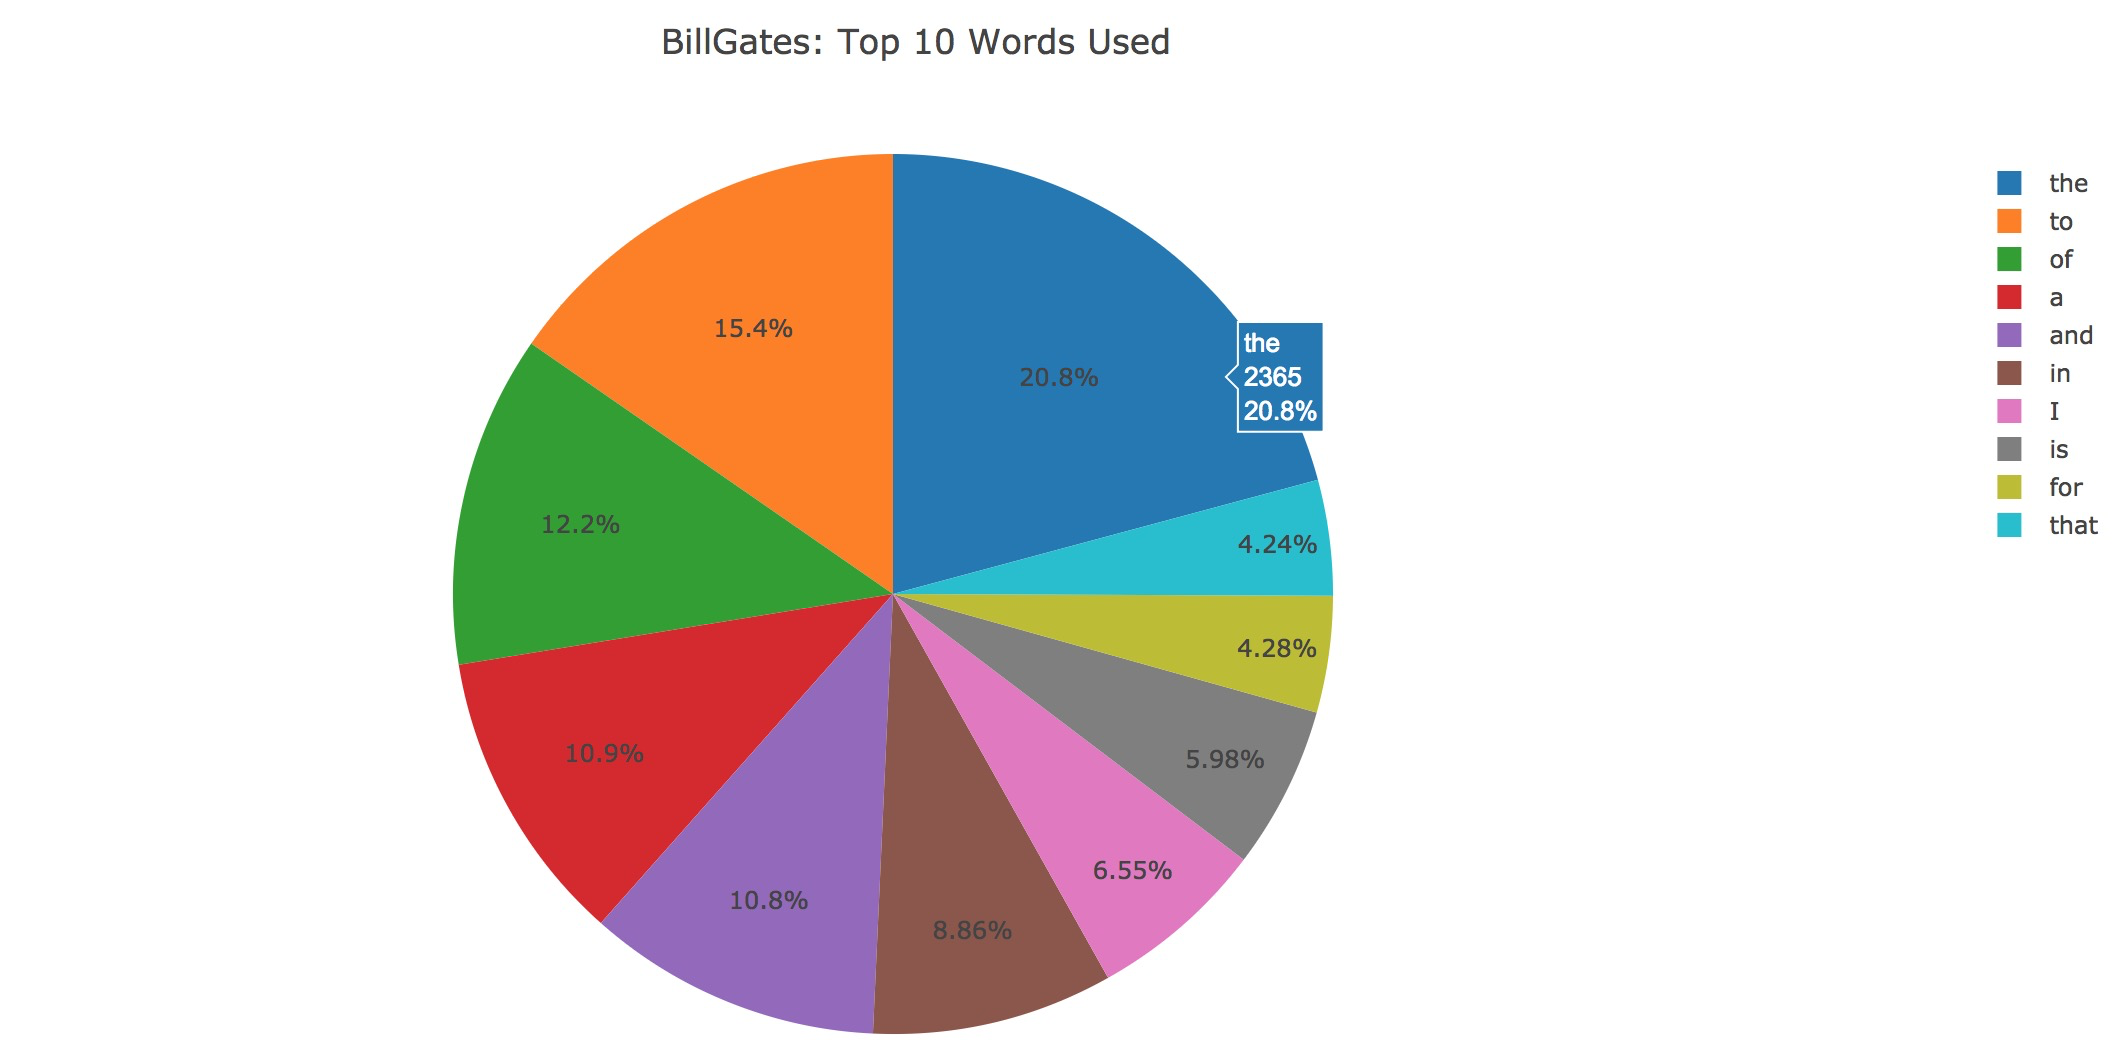 BillGates: Top 10 Words Used
the
to
of
a
and
in
I
is
for
that
15.4%
20.8%
the
2365
20.8%
12.2%
4.24%
4.28%
10.9%
5.98%
6.55%
10.8%
8.86%